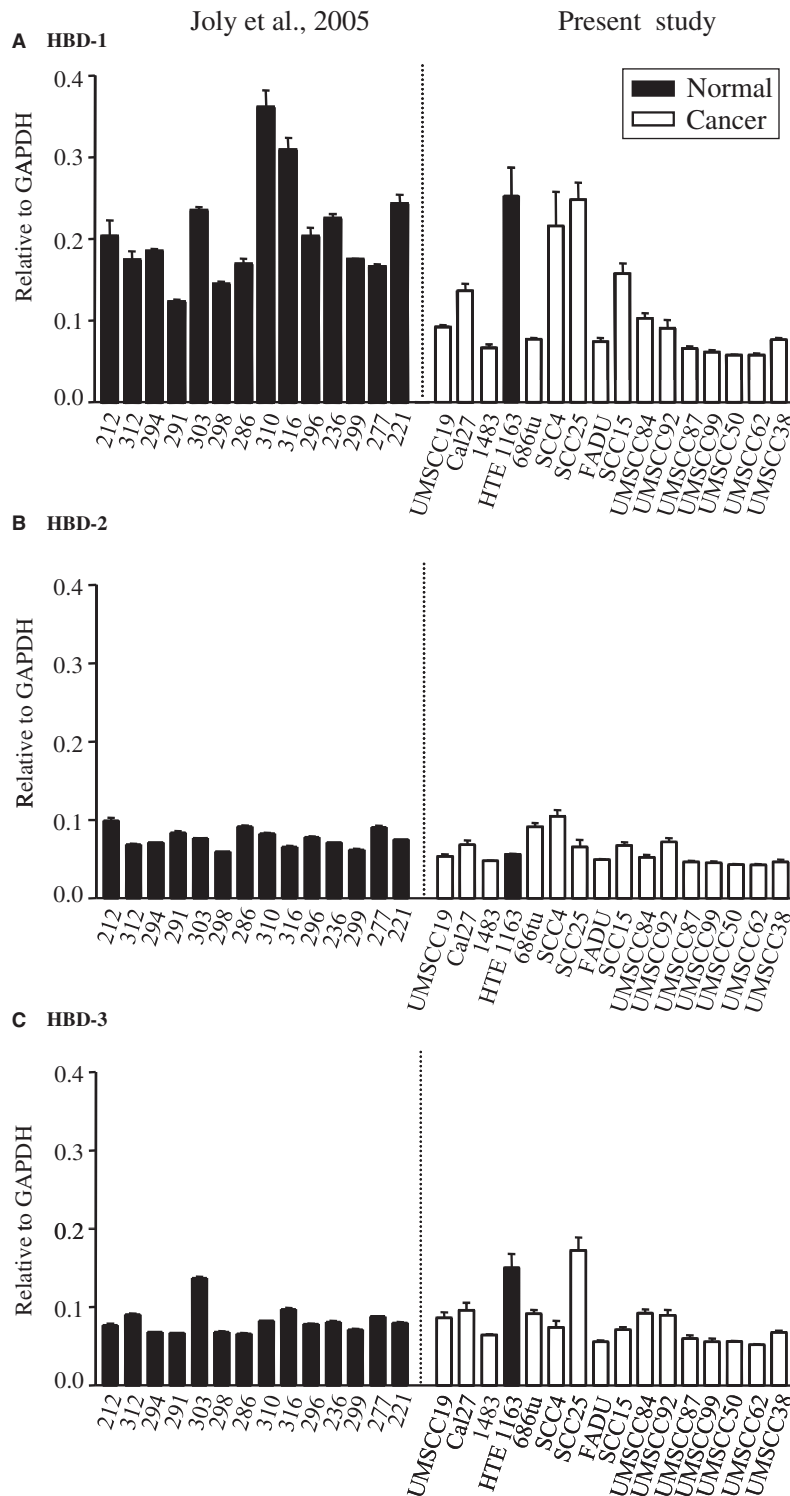 Joly et al., 2005
Present study
A HBD-1
Normal
Cancer
Relative to GAPDH
0.4
0.3
0.2
0.1
0.0
212 312 294 291 303 298 286 310 316 296 236 299 277 221
UMSCC19 Cal27 1483 HTE 1163 686tu SCC4 SCC25 FADU SCC15 UMSCC84 UMSCC92 UMSCC87 UMSCC99 UMSCC50 UMSCC62 UMSCC38
B HBD-2
Relative to GAPDH
0.4
0.3
0.2
0.1
0.0
212 312 294 291 303 298 286 310 316 296 236 299 277 221
UMSCC19 Cal27 1483 HTE 1163 686tu SCC4 SCC25 FADU SCC15 UMSCC84 UMSCC92 UMSCC87 UMSCC99 UMSCC50 UMSCC62 UMSCC38
C HBD-3
Relative to GAPDH
0.4
0.3
0.2
0.1
0.0
212 312 294 291 303 298 286 310 316 296 236 299 277 221
UMSCC19 Cal27 1483 HTE 1163 686tu SCC4 SCC25 FADU SCC15 UMSCC84 UMSCC92 UMSCC87 UMSCC99 UMSCC50 UMSCC62 UMSCC38